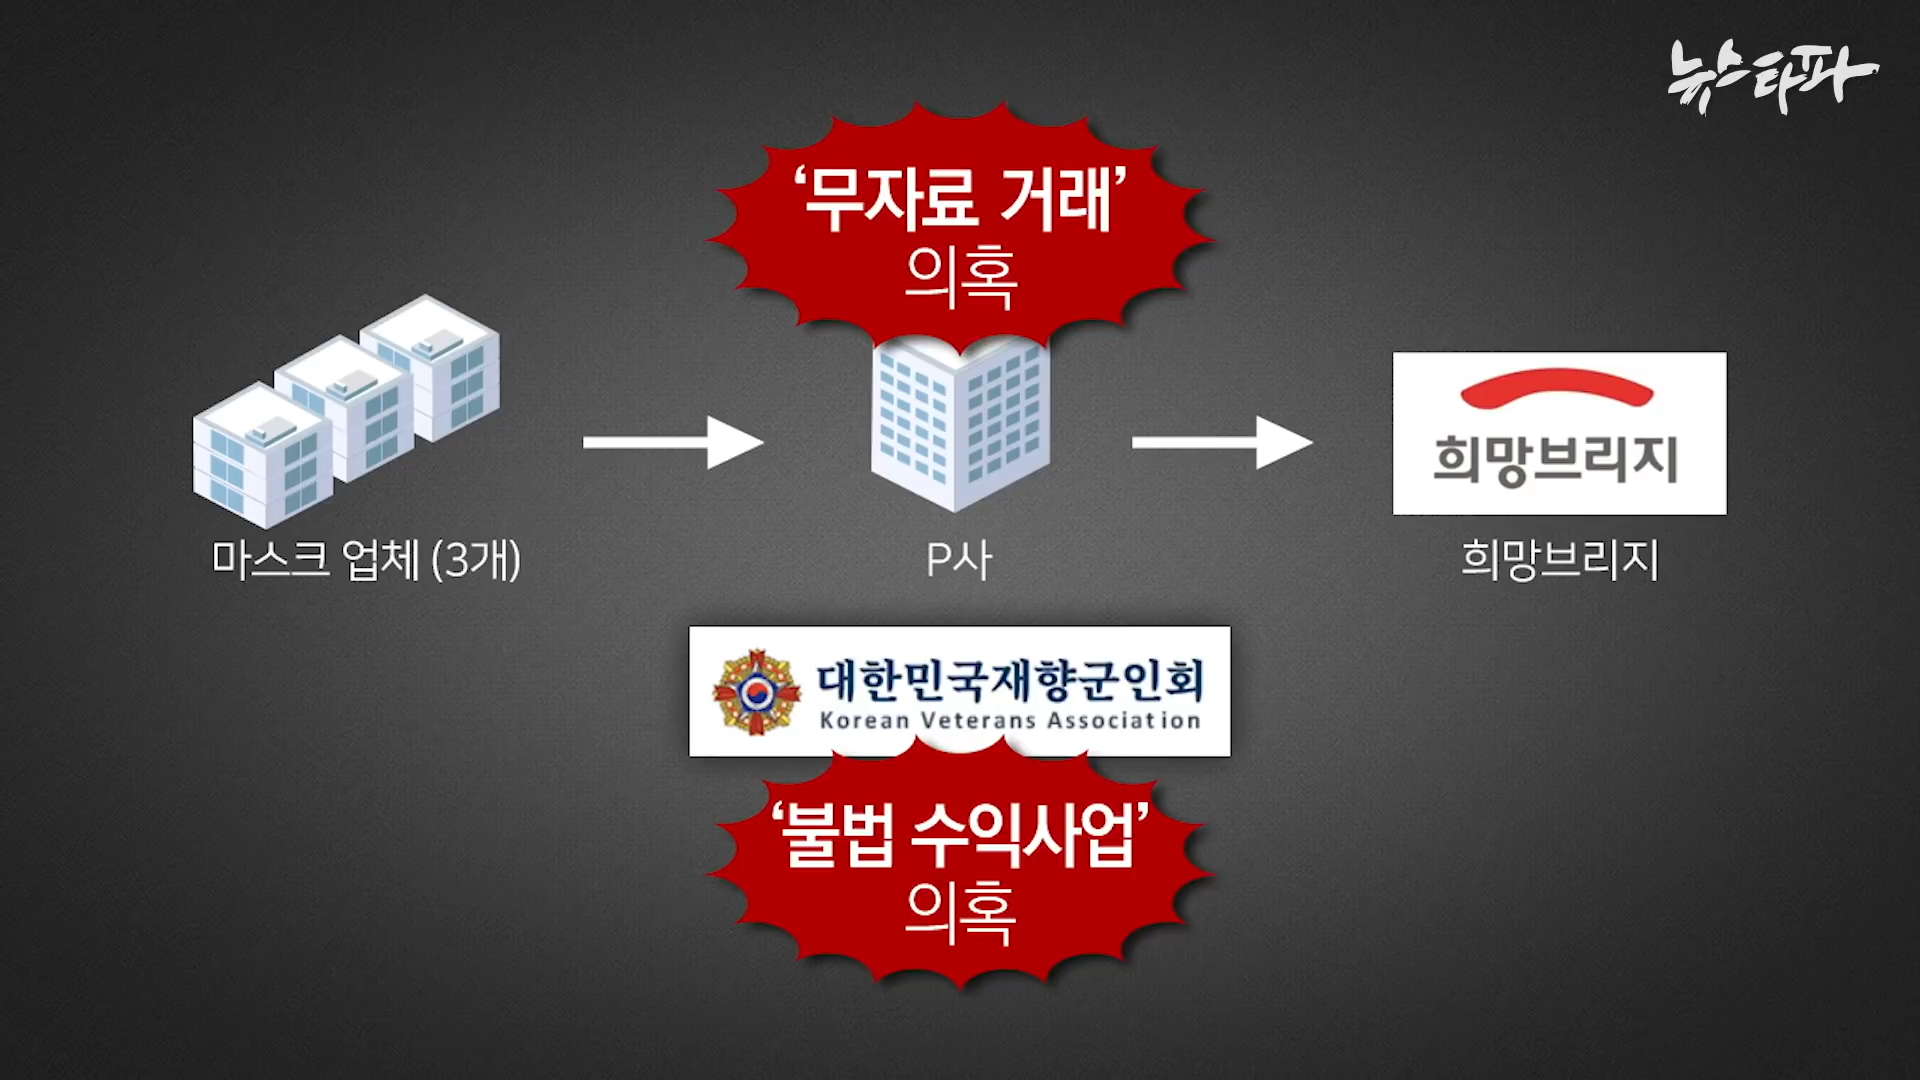 뉴스타파
‘무자료 거래’
의혹
희망브리지
마스크 업체 (3개)
P사
희망브리지
대한민국재향군인회
Korean Veterans Association
‘불법 수익사업’
의혹